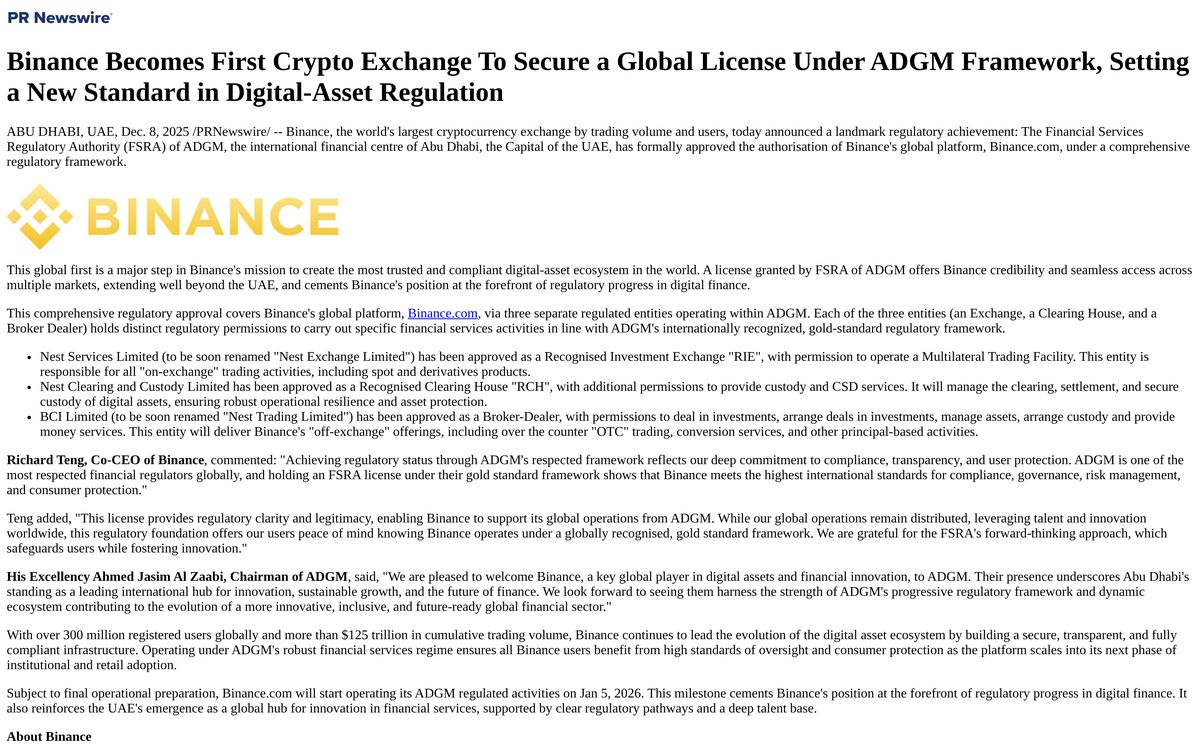 PR Newswire
Binance Becomes First Crypto Exchange To Secure a Global License Under ADGM Framework, Setting
a New Standard in Digital-Asset Regulation
ABU DHABI, UAE, Dec. 8, 2025 /PRNewswire/ -- Binance, the world's largest cryptocurrency exchange by trading volume and users, today announced a landmark regulatory achievement: The Financial Services
Regulatory Authority (FSRA) of ADGM, the international financial centre of Abu Dhabi, the Capital of the UAE, has formally approved the authorisation of Binance's global platform, Binance.com, under a comprehensive
regulatory framework.
BINANCE
This global first is a major step in Binance's mission to create the most trusted and compliant digital-asset ecosystem in the world. A license granted by FSRA of ADGM offers Binance credibility and seamless access across
multiple markets, extending well beyond the UAE, and cements Binance's position at the forefront of regulatory progress in digital finance.
This comprehensive regulatory approval covers Binance's global platform, Binance.com, via three separate regulated entities operating within ADGM. Each of the three entities (an Exchange, a Clearing House, and a
Broker Dealer) holds distinct regulatory permissions to carry out specific financial services activities in line with ADGM's internationally recognized, gold-standard regulatory framework.
• Nest Services Limited (to be soon renamed "Nest Exchange Limited") has been approved as a Recognised Investment Exchange "RIE", with permission to operate a Multilateral Trading Facility. This entity is
responsible for all "on-exchange" trading activities, including spot and derivatives products.
• Nest Clearing and Custody Limited has been approved as a Recognised Clearing House "RCH", with additional permissions to provide custody and CSD services. It will manage the clearing, settlement, and secure
custody of digital assets, ensuring robust operational resilience and asset protection.
• BCI Limited (to be soon renamed "Nest Trading Limited") has been approved as a Broker-Dealer, with permissions to deal in investments, arrange deals in investments, manage assets, arrange custody and provide
money services. This entity will deliver Binance's "off-exchange" offerings, including over the counter "OTC" trading, conversion services, and other principal-based activities.
Richard Teng, Co-CEO of Binance, commented: "Achieving regulatory status through ADGM's respected framework reflects our deep commitment to compliance, transparency, and user protection. ADGM is one of the
most respected financial regulators globally, and holding an FSRA license under their gold standard framework shows that Binance meets the highest international standards for compliance, governance, risk management,
and consumer protection."
Teng added, "This license provides regulatory clarity and legitimacy, enabling Binance to support its global operations from ADGM. While our global operations remain distributed, leveraging talent and innovation
worldwide, this regulatory foundation offers our users peace of mind knowing Binance operates under a globally recognised, gold standard framework. We are grateful for the FSRA's forward-thinking approach, which
safeguards users while fostering innovation."
His Excellency Ahmed Jasim Al Zaabi, Chairman of ADGM, said, "We are pleased to welcome Binance, a key global player in digital assets and financial innovation, to ADGM. Their presence underscores Abu Dhabi's
standing as a leading international hub for innovation, sustainable growth, and the future of finance. We look forward to seeing them harness the strength of ADGM's progressive regulatory framework and dynamic
ecosystem contributing to the evolution of a more innovative, inclusive, and future-ready global financial sector."
With over 300 million registered users globally and more than $125 trillion in cumulative trading volume, Binance continues to lead the evolution of the digital asset ecosystem by building a secure, transparent, and fully
compliant infrastructure. Operating under ADGM's robust financial services regime ensures all Binance users benefit from high standards of oversight and consumer protection as the platform scales into its next phase of
institutional and retail adoption.
Subject to final operational preparation, Binance.com will start operating its ADGM regulated activities on Jan 5, 2026. This milestone cements Binance's position at the forefront of regulatory progress in digital finance. It
also reinforces the UAE's emergence as a global hub for innovation in financial services, supported by clear regulatory pathways and a deep talent base.
About Binance